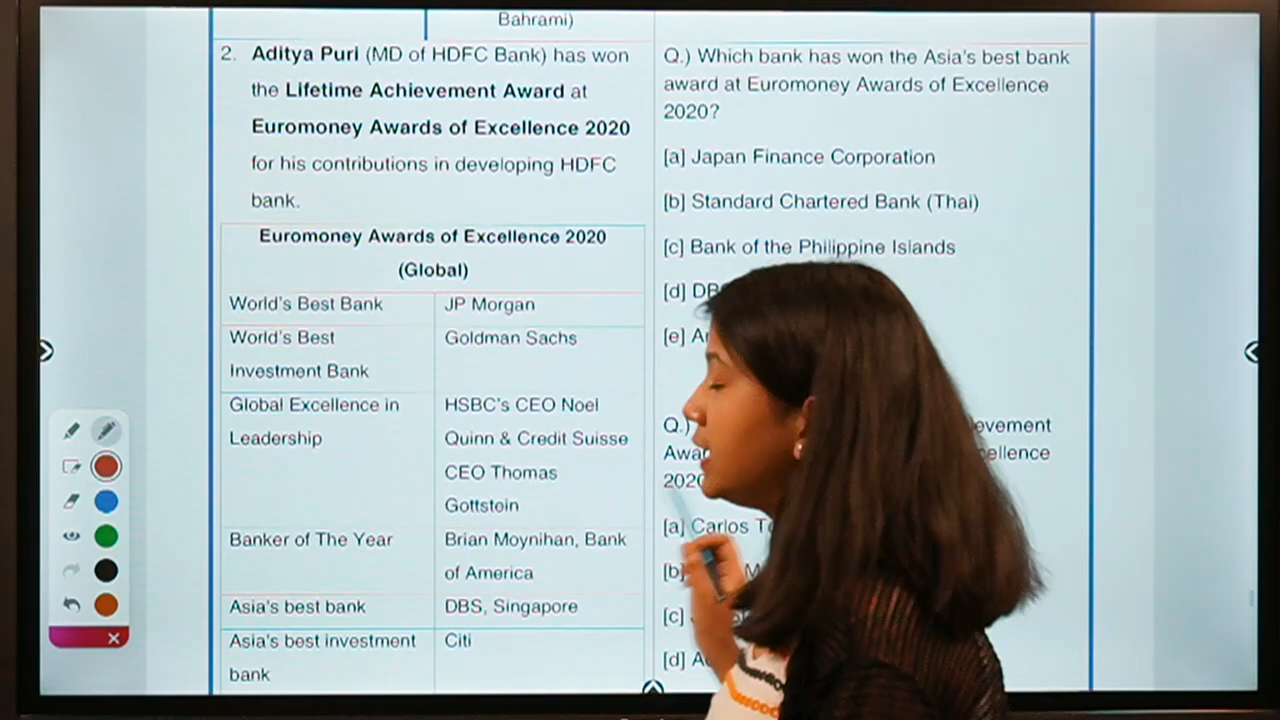 Bahrami)
2. Aditya Puri (MD of HDFC Bank) has won
the Lifetime Achievement Award at
Euromoney Awards of Excellence 2020
for his contributions in developing HDFC
bank.
Euromoney Awards of Excellence 2020
(Global)
World's Best Bank JP Morgan
World's Best Goldman Sachs
Investment Bank
Global Excellence in HSBC's CEO Noel
Leadership Quinn & Credit Suisse
CEO Thomas
Gottstein
Banker of The Year Brian Moynihan, Bank
of America
Asia's best bank DBS, Singapore
Asia's best investment Citi
bank
Q.) Which bank has won the Asia's best bank
award at Euromoney Awards of Excellence
2020?
[a] Japan Finance Corporation
[b] Standard Chartered Bank (Thai)
[c] Bank of the Philippine Islands
[d]
[e]
Q.)
[a] Carlos
[b]
[c]
[d]